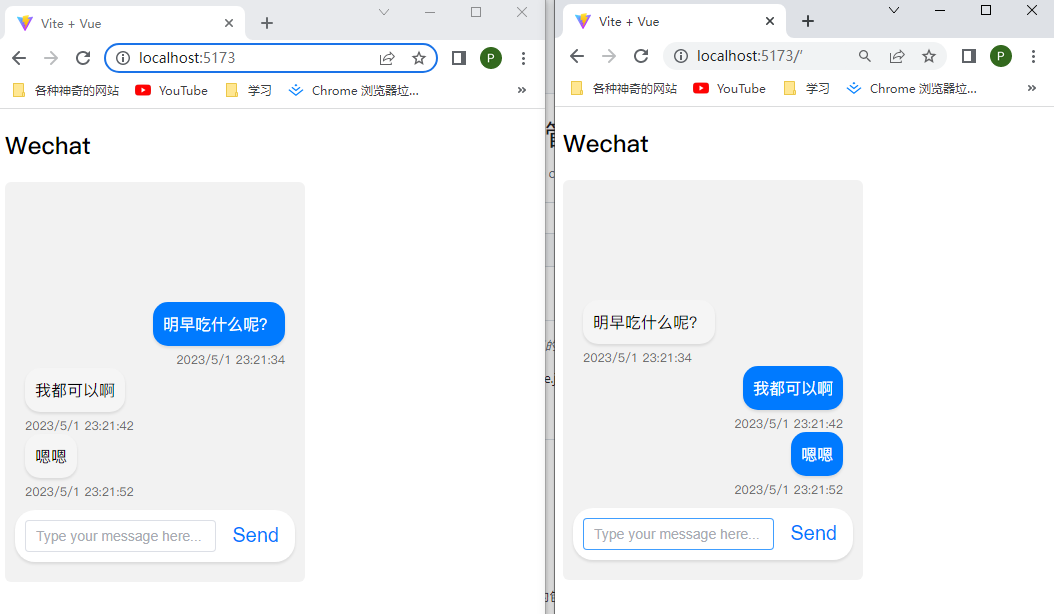 Vite + Vue
localhost:5173
P
各种神奇的网站
YouTube
学习
Chrome 浏览器垃...
Wechat
明早吃什么呢?
2023/5/1 23:21:34
我都可以啊
2023/5/1 23:21:42
嗯嗯
2023/5/1 23:21:52
Type your message here...
Send
Vite + Vue
localhost:5173/'
P
各种神奇的网站
YouTube
学习
Chrome 浏览器垃...
Wechat
明早吃什么呢?
2023/5/1 23:21:34
我都可以啊
2023/5/1 23:21:42
嗯嗯
2023/5/1 23:21:52
Type your message here...
Send